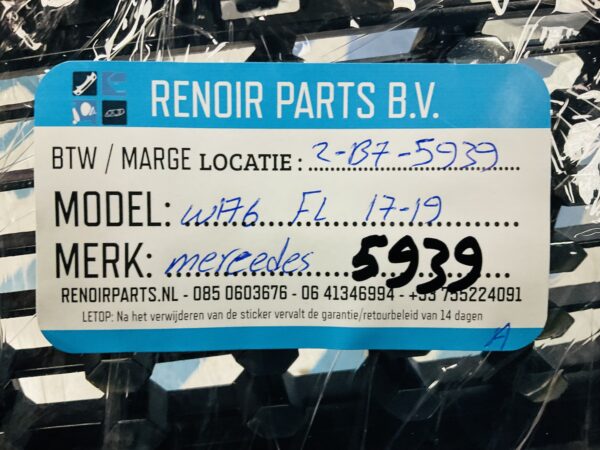 RENOIR PARTS B.V.
BTW / MARGE LOCATIE : 2-B7-5939
MODEL: W176 FL 17-19
MERK: mercedes 5939
RENOIRPARTS.NL - 085 0603676 - 06 41346994 - +33 755224091
LETOP: Na het verwijderen van de sticker vervalt de garantie/retourbeleid van 14 dagen
A